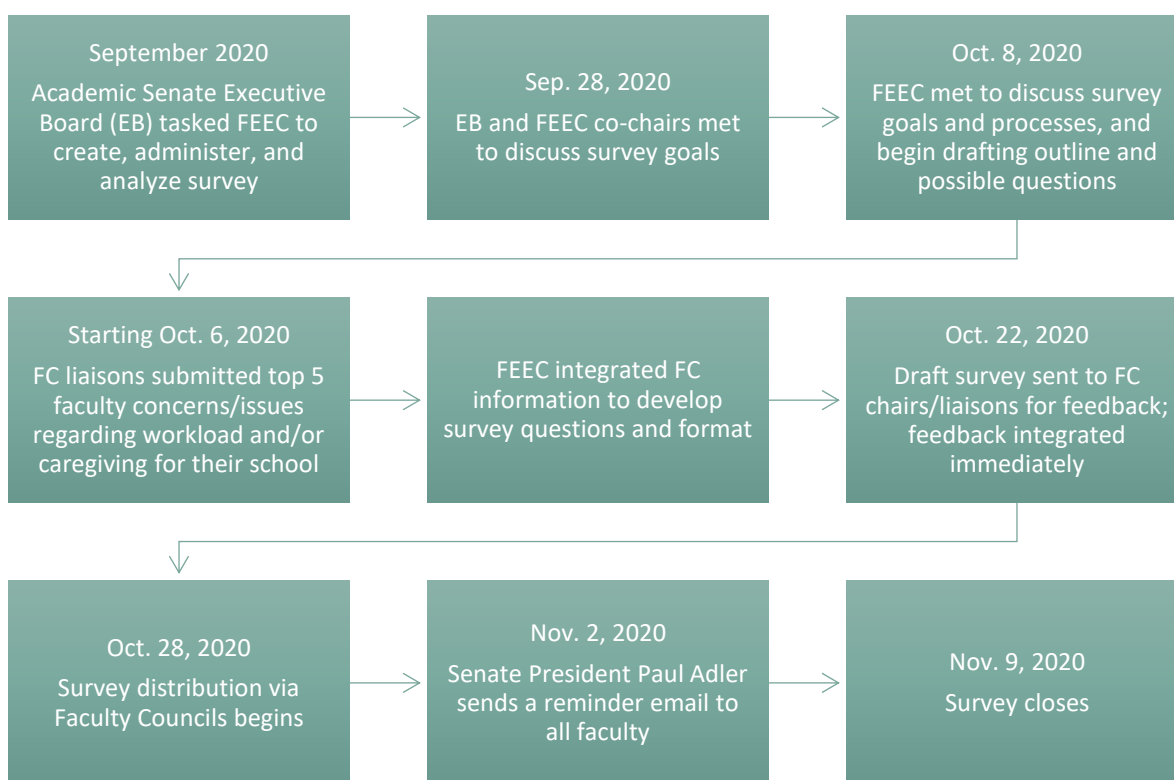 September 2020
Academic Senate Executive
Board (EB) tasked FEEC to
create, administer, and
analyze survey
Sep. 28, 2020
EB and FEEC co-chairs met
to discuss survey goals
Oct. 8, 2020
FEEC met to discuss survey
goals and processes, and
begin drafting outline and
possible questions
Starting Oct. 6, 2020
FC liaisons submitted top 5
faculty concerns/issues
regarding workload and/or
caregiving for their school
FEEC integrated FC
information to develop
survey questions and format
Oct. 22, 2020
Draft survey sent to FC
chairs/liaisons for feedback;
feedback integrated
immediately
Oct. 28, 2020
Survey distribution via
Faculty Councils begins
Nov. 2, 2020
Senate President Paul Adler
sends a reminder email to
all faculty
Nov. 9, 2020
Survey closes